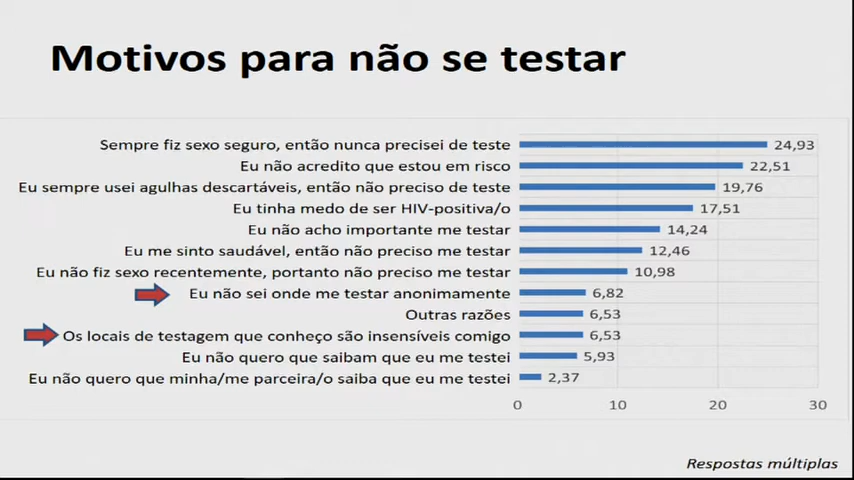 Motivos para não se testar
Sempre fiz sexo seguro, então nunca precisei de teste 24,93
Eu não acredito que estou em risco 22,51
Eu sempre usei agulhas descartáveis, então não preciso de teste 19,76
Eu tinha medo de ser HIV-positiva/o 17,51
Eu não acho importante me testar 14,24
Eu me sinto saudável, então não preciso me testar 12,46
Eu não fiz sexo recentemente, portanto não preciso me testar 10,98
Eu não sei onde me testar anonimamente 6,82
Outras razões 6,53
Os locais de testagem que conheço são insensíveis comigo 6,53
Eu não quero que saibam que eu me testei 5,93
Eu não quero que minha/me parceira/o saiba que eu me testei 2,37
0 10 20 30
Respostas múltiplas